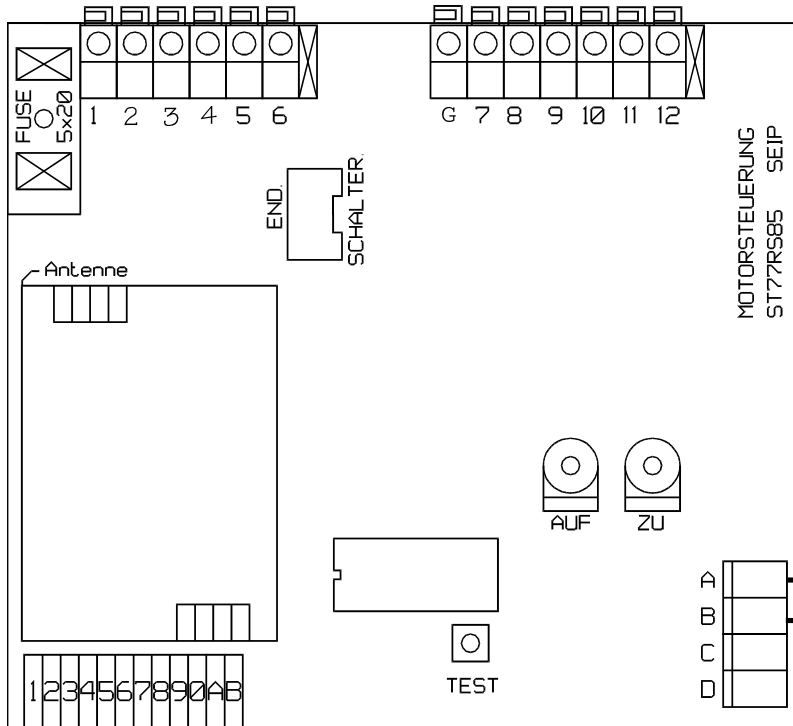 1 2 3 4 5 6
G 7 8 9 10 11 12
FUSE
5x20
END.
SCHALTER.
MOTORSTEUERUNG SEIP
ST77RS85
Antenne
AUF ZU
A
B
C
D
TEST
1234567890AB